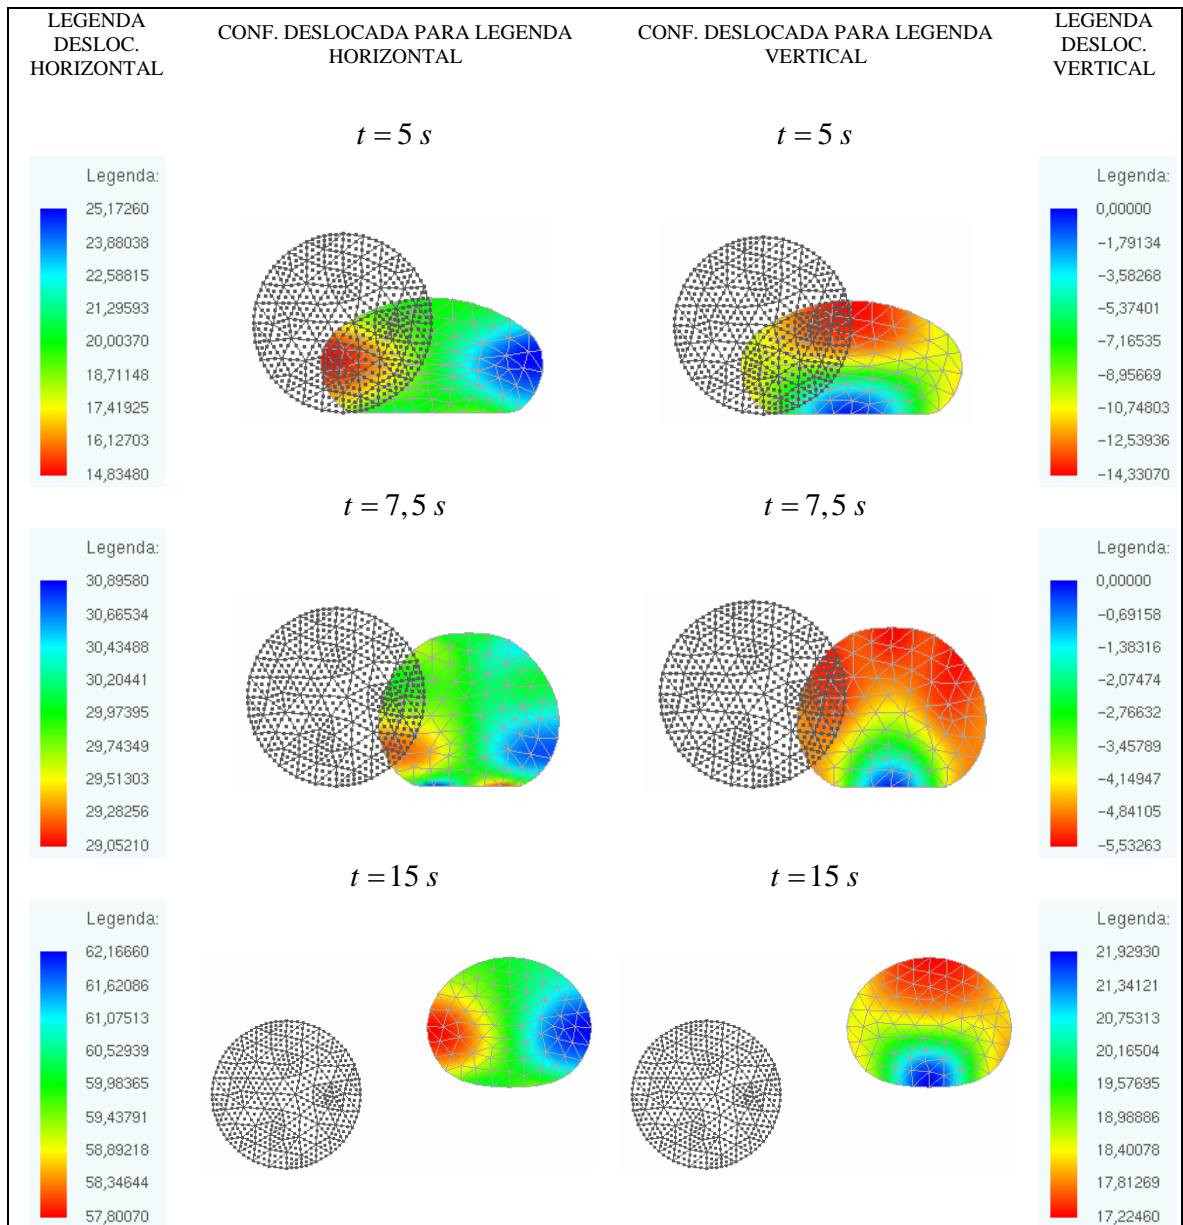 LEGENDA
DESLOC.
HORIZONTAL
CONF. DESLOCADA PARA LEGENDA
HORIZONTAL
CONF. DESLOCADA PARA LEGENDA
VERTICAL
LEGENDA
DESLOC.
VERTICAL
t = 5 s
t = 5 s
Legenda:
25,17260
23,88038
22,58815
21,29593
20,00370
18,71148
17,41925
16,12703
14,83480
Legenda:
0,00000
−1,79134
−3,58268
−5,37401
−7,16535
−8,95669
−10,74803
−12,53936
−14,33070
t = 7,5 s
t = 7,5 s
Legenda:
30,89580
30,66534
30,43488
30,20441
29,97395
29,74349
29,51303
29,28256
29,05210
Legenda:
0,00000
−0,69158
−1,38316
−2,07474
−2,76632
−3,45789
−4,14947
−4,84105
−5,53263
t = 15 s
t = 15 s
Legenda:
62,16660
61,62086
61,07513
60,52939
59,98365
59,43791
58,89218
58,34644
57,80070
Legenda:
21,92930
21,34121
20,75313
20,16504
19,57695
18,98886
18,40078
17,81269
17,22460